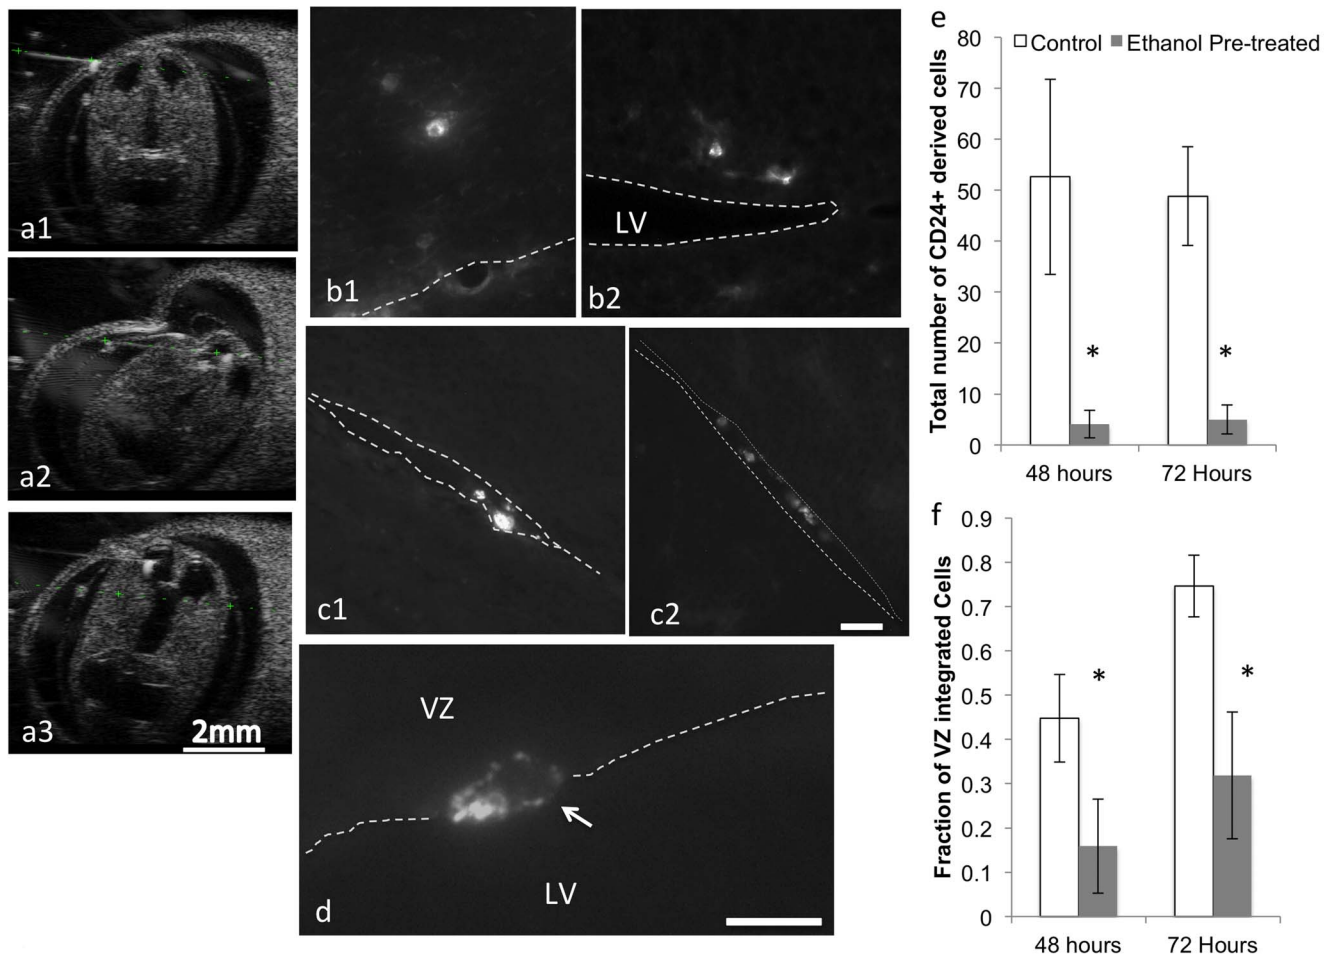 a1
a2
a3
2mm
b1
LV
b2
c1
c2
VZ
LV
d
e
Control Ethanol Pre-treated
Total number of CD24+ derived cells
80
70
60
50
40
30
20
10
0
*
*
48 hours
72 Hours
f
Fraction of VZ integrated Cells
0.9
0.8
0.7
0.6
0.5
0.4
0.3
0.2
0.1
0
*
*
48 hours
72 Hours